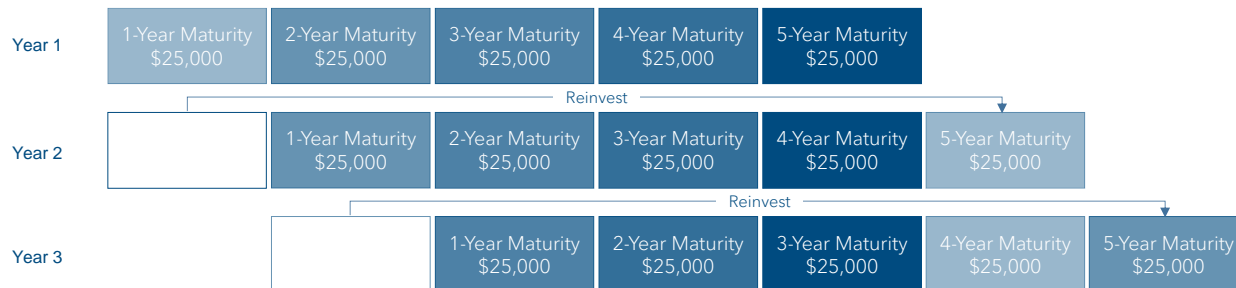 Year 1
1-Year Maturity
$25,000
2-Year Maturity
$25,000
3-Year Maturity
$25,000
4-Year Maturity
$25,000
5-Year Maturity
$25,000
Reinvest
Year 2
1-Year Maturity
$25,000
2-Year Maturity
$25,000
3-Year Maturity
$25,000
4-Year Maturity
$25,000
5-Year Maturity
$25,000
Reinvest
Year 3
1-Year Maturity
$25,000
2-Year Maturity
$25,000
3-Year Maturity
$25,000
4-Year Maturity
$25,000
5-Year Maturity
$25,000